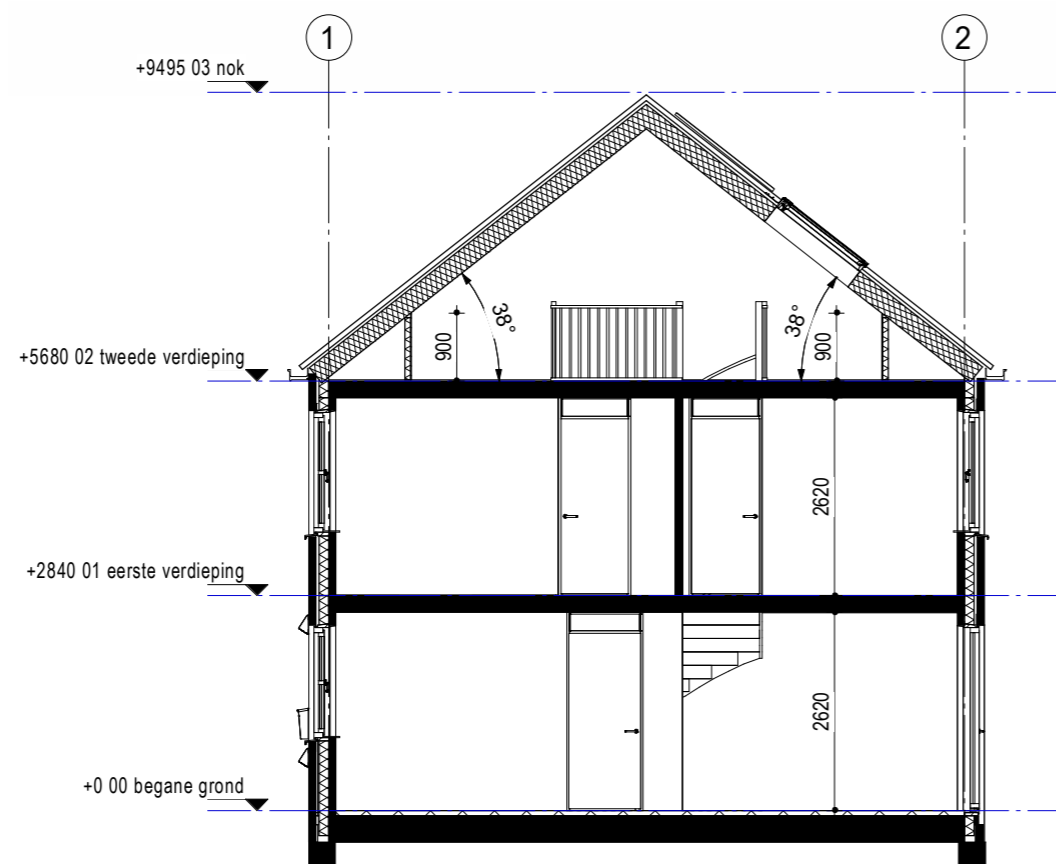 1
2
+9495 03 nok
38°
38°
900
900
+5680 02 tweede verdieping
2620
+2840 01 eerste verdieping
2620
+0 00 begane grond